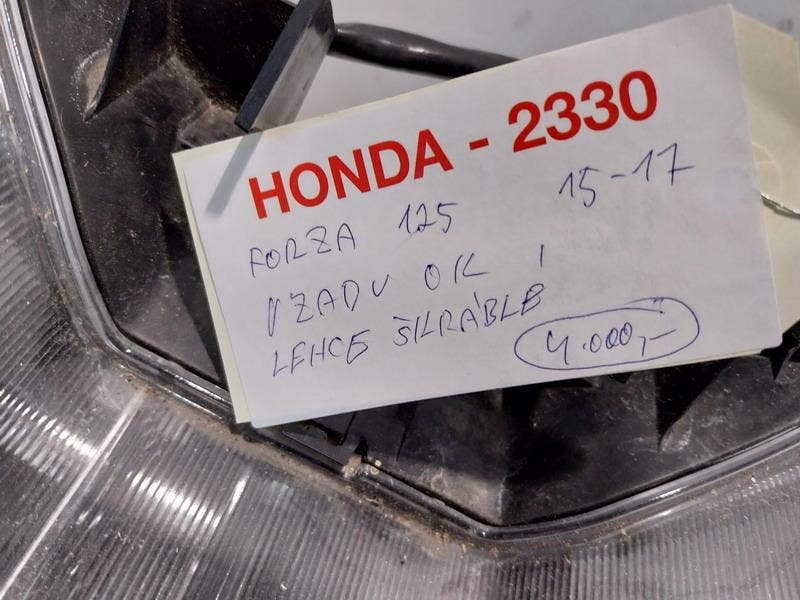 HONDA - 2330
FORZA 125 15-17
VZADU OK !
LEHCE ŠKRÁBLÉ
4.000,-